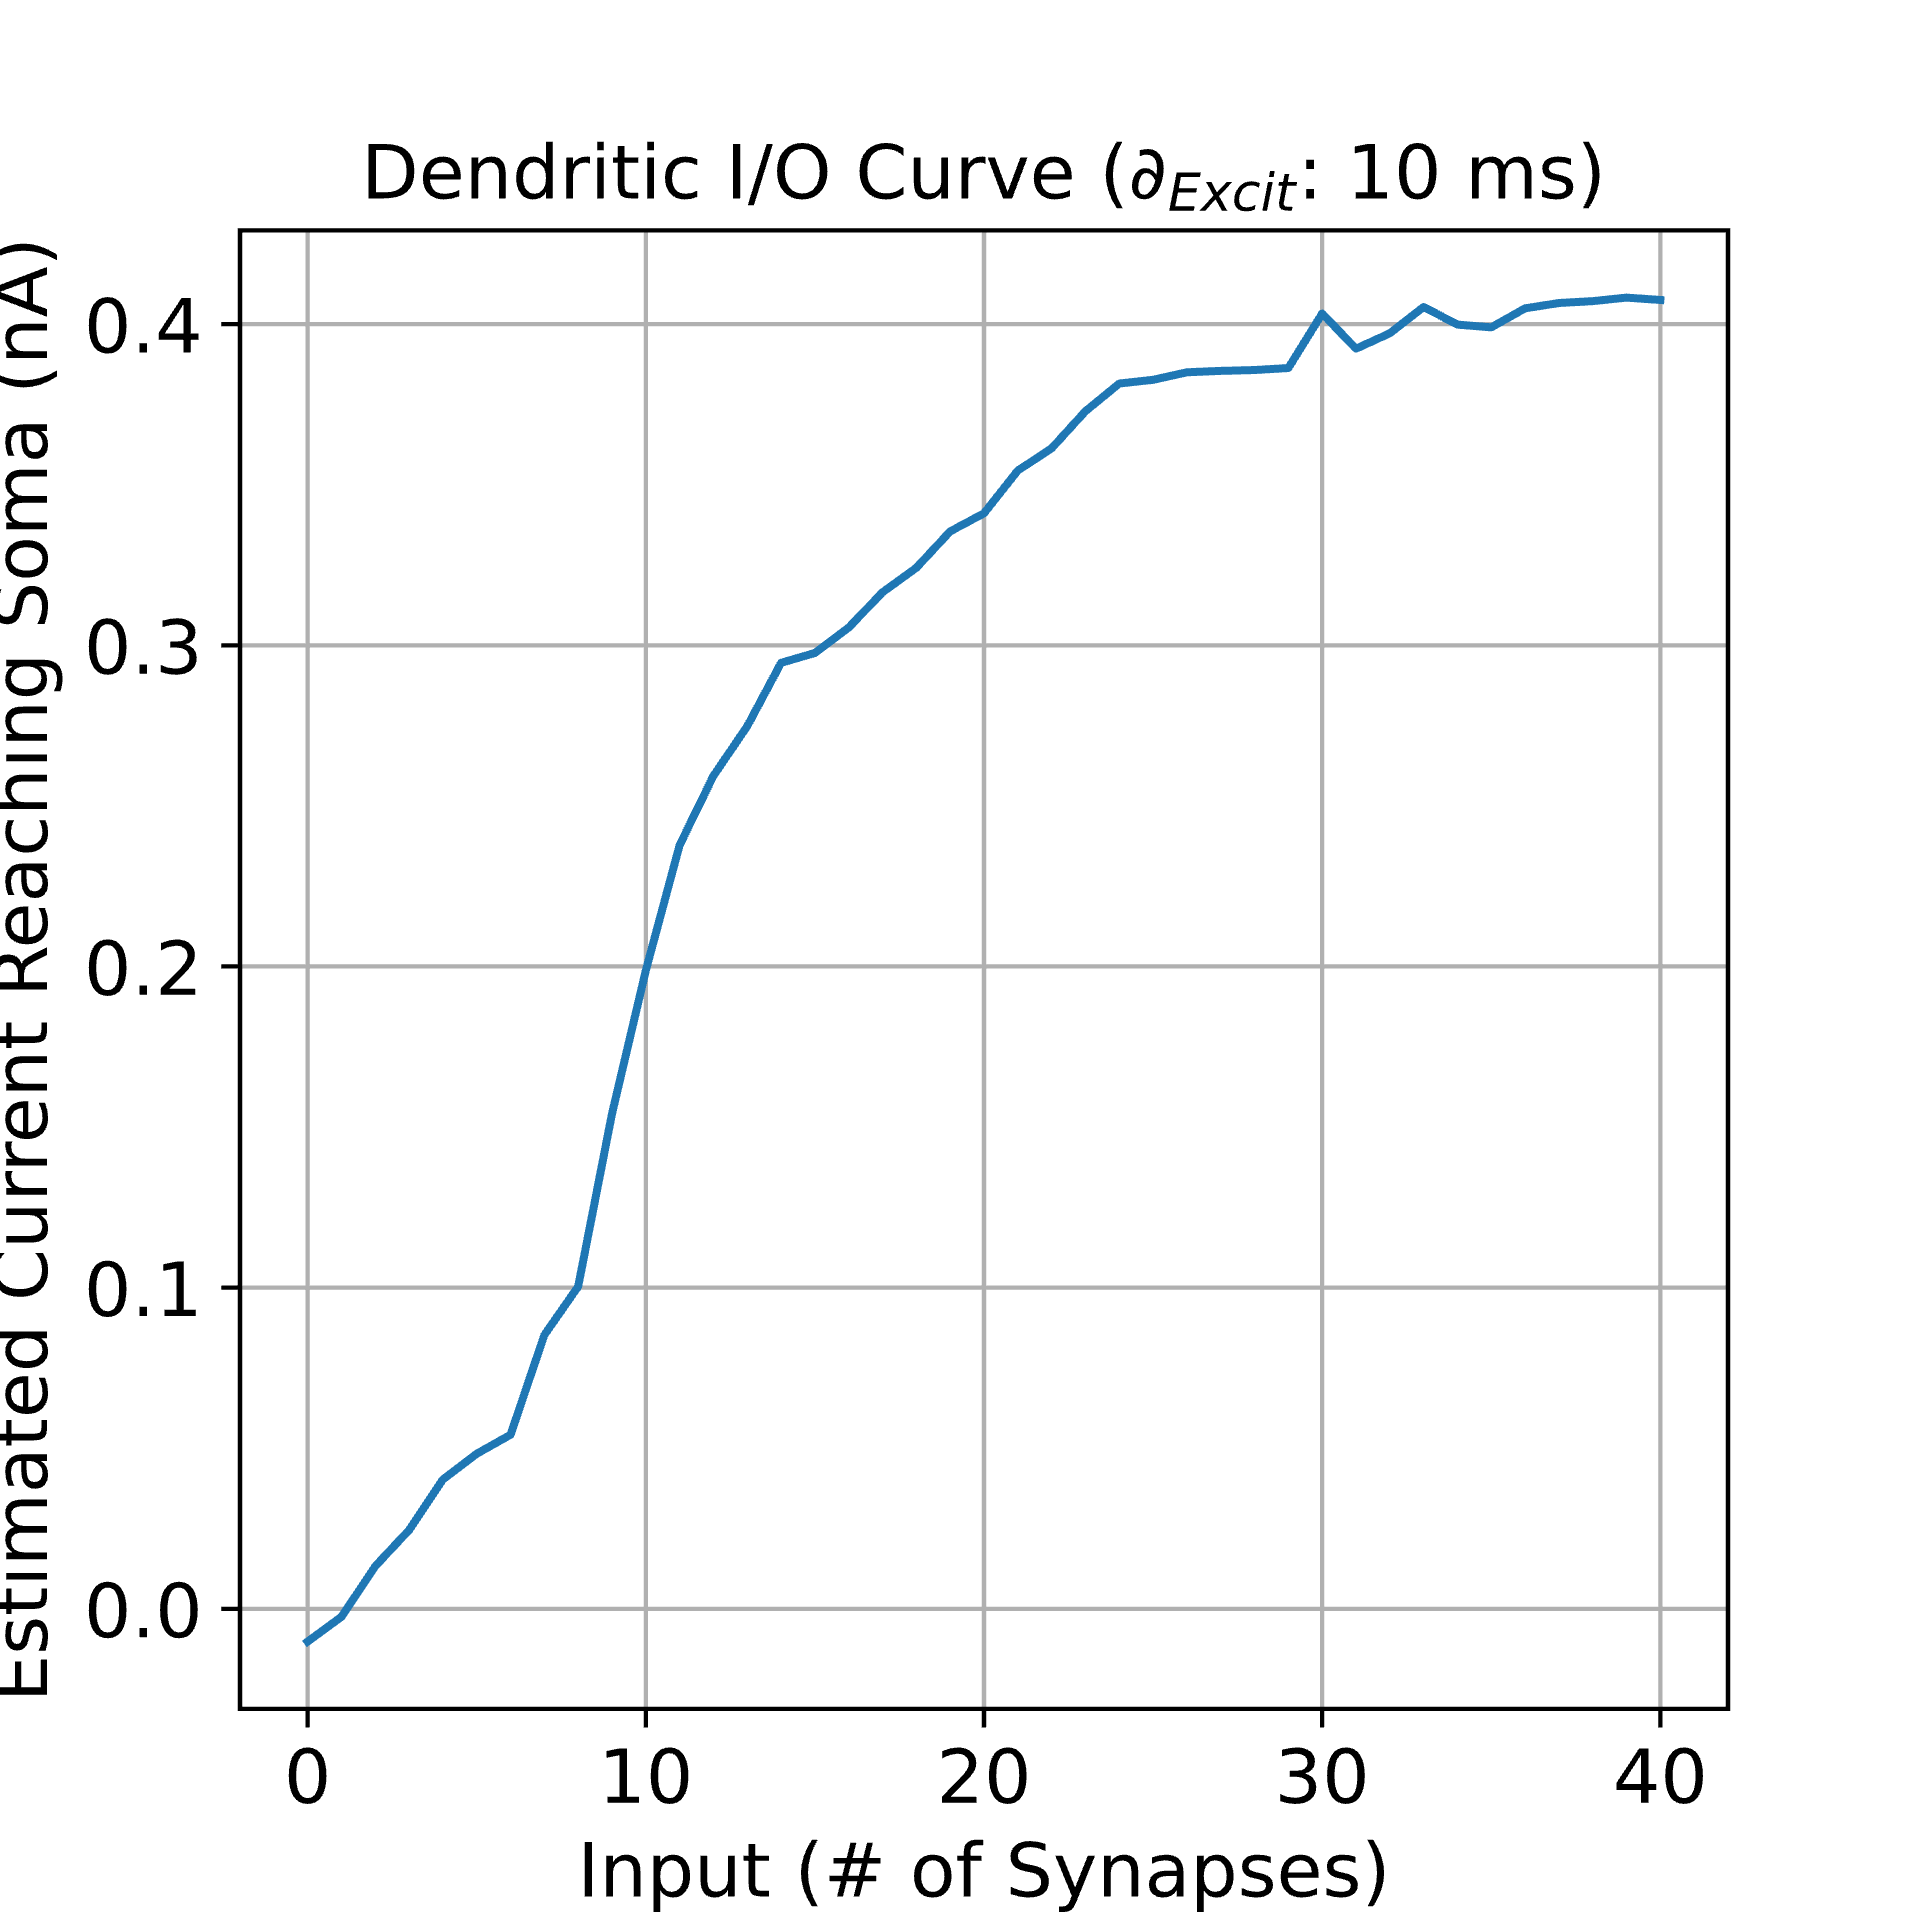 Dendritic I/O Curve (∂Excit: 10 ms)
Estimated Current Reaching Soma (nA)
0.4
0.3
0.2
0.1
0.0
0 10 20 30 40
Input (# of Synapses)